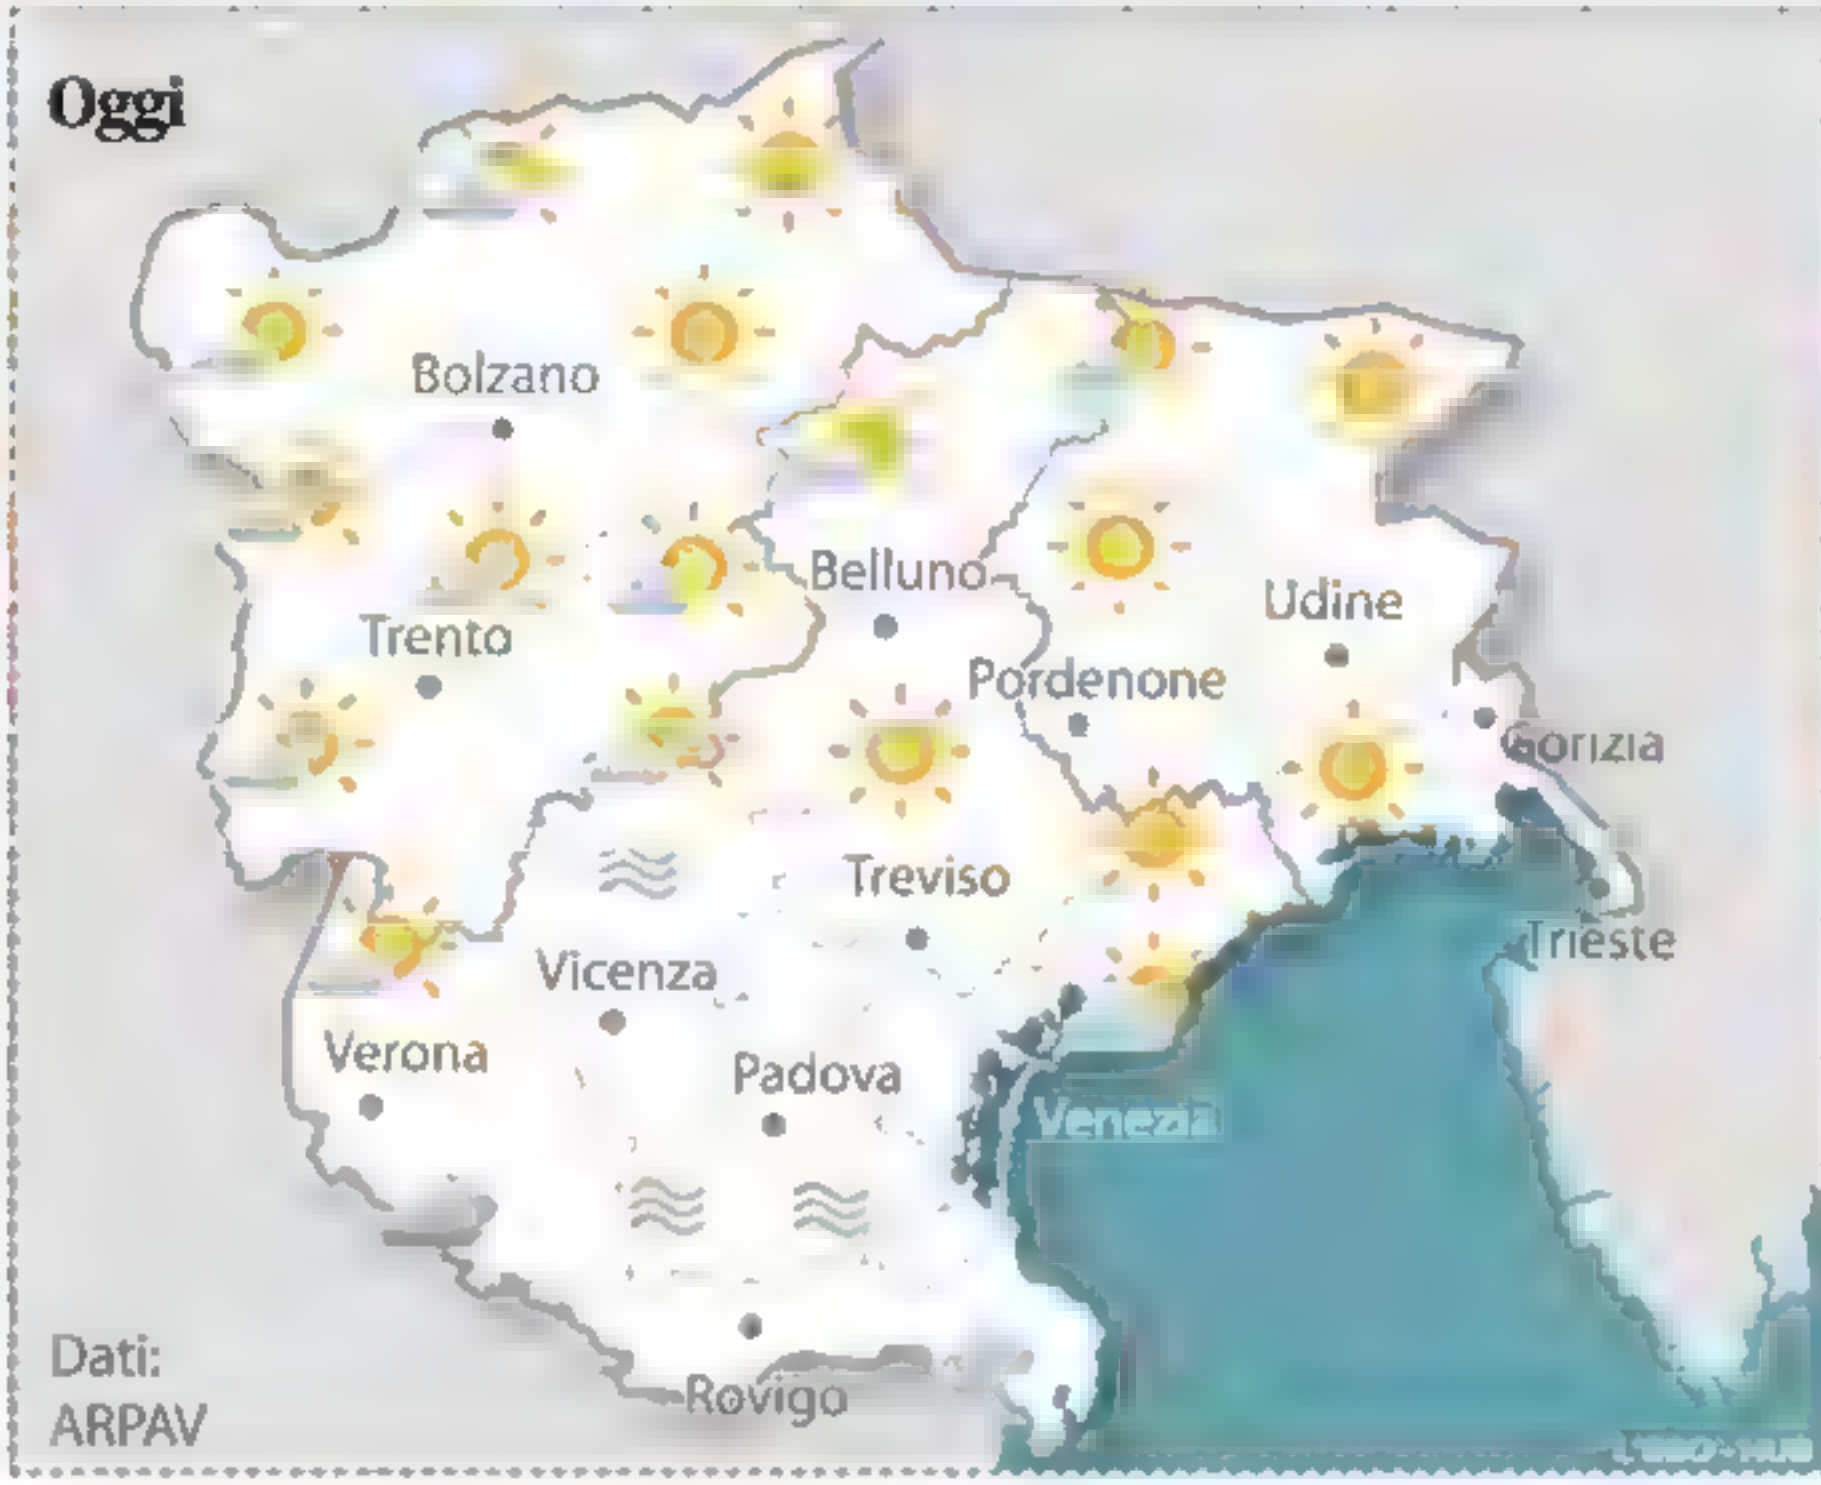 Oggi
Bolzano
Belluno
Udine
Trento
Pordenone
Gorizia
Treviso
Trieste
Vicenza
Verona
Padova
Venezia
Rovigo
Dati:
ARPAV